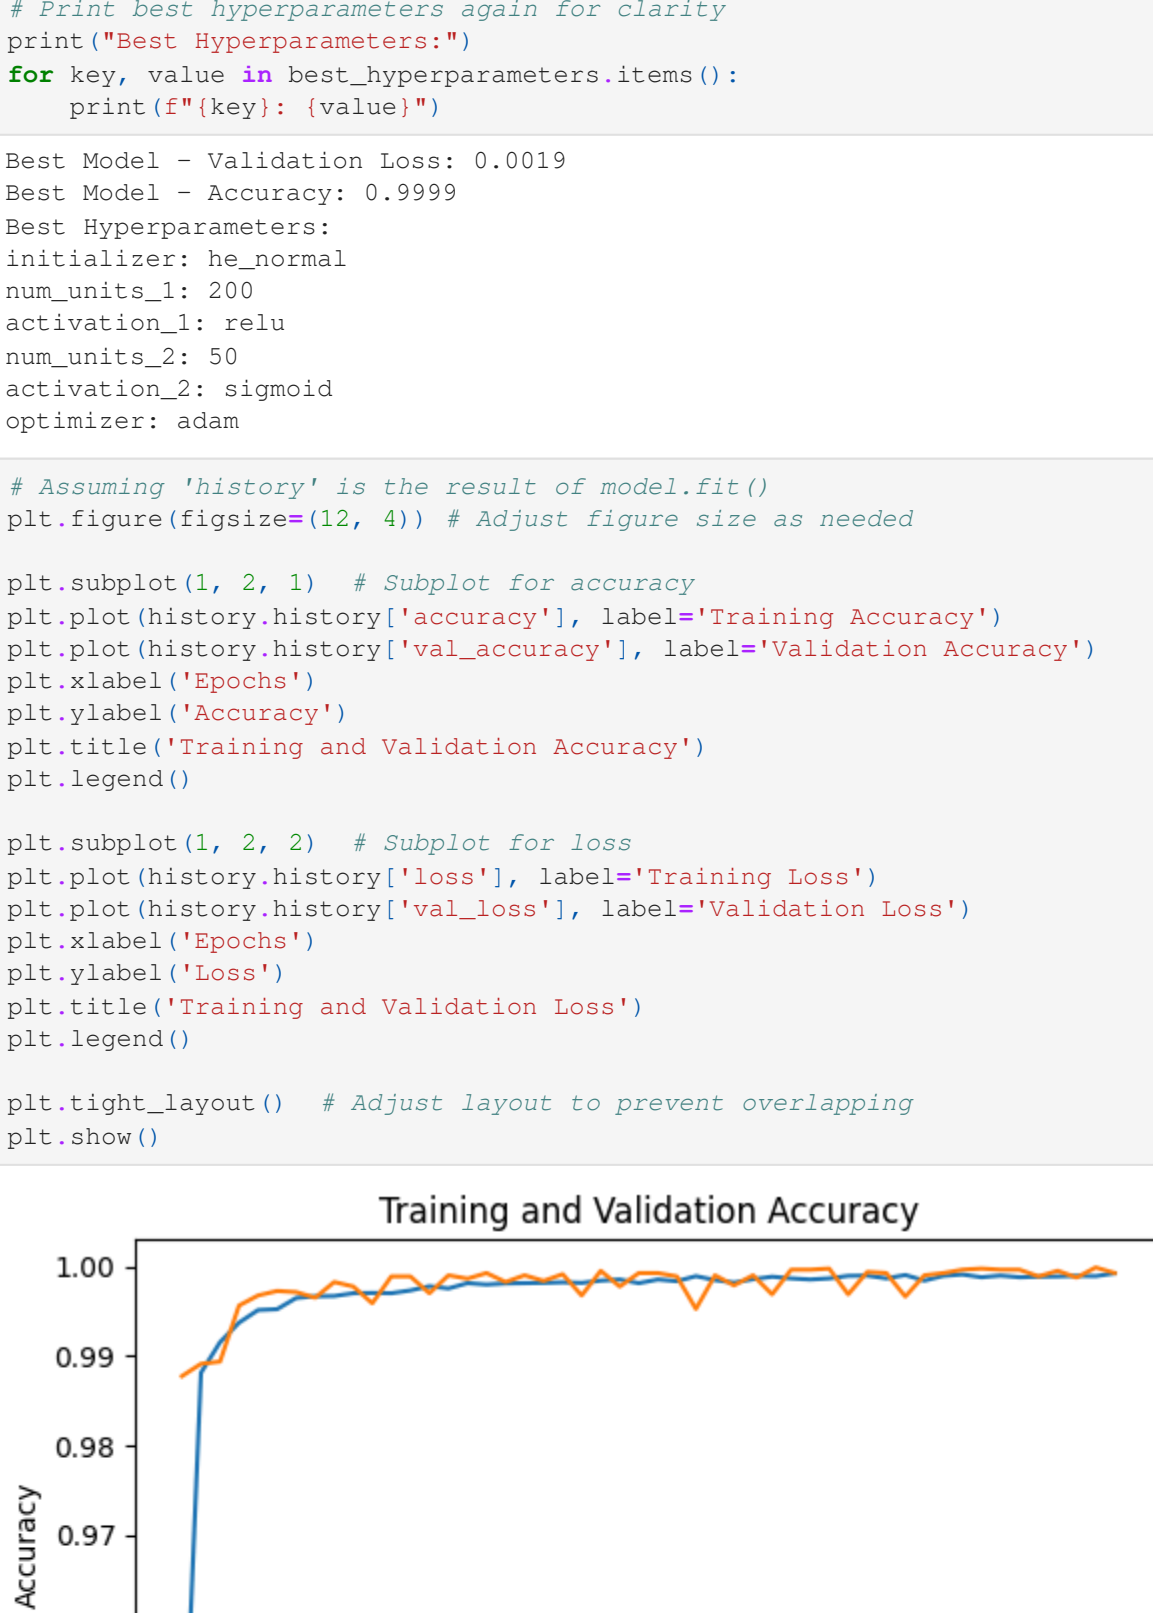 # Print best hyperparameters again for clarity
print("Best Hyperparameters:")
for key, value in best_hyperparameters.items():
    print(f"{key}: {value}")
Best Model - Validation Loss: 0.0019
Best Model - Accuracy: 0.9999
Best Hyperparameters:
initializer: he_normal
num_units_1: 200
activation_1: relu
num_units_2: 50
activation_2: sigmoid
optimizer: adam
# Assuming 'history' is the result of model.fit()
plt.figure(figsize=(12, 4)) # Adjust figure size as needed
plt.subplot(1, 2, 1)  # Subplot for accuracy
plt.plot(history.history['accuracy'], label='Training Accuracy')
plt.plot(history.history['val_accuracy'], label='Validation Accuracy')
plt.xlabel('Epochs')
plt.ylabel('Accuracy')
plt.title('Training and Validation Accuracy')
plt.legend()
plt.subplot(1, 2, 2)  # Subplot for loss
plt.plot(history.history['loss'], label='Training Loss')
plt.plot(history.history['val_loss'], label='Validation Loss')
plt.xlabel('Epochs')
plt.ylabel('Loss')
plt.title('Training and Validation Loss')
plt.legend()
plt.tight_layout()  # Adjust layout to prevent overlapping
plt.show()
Training and Validation Accuracy
1.00
0.99
0.98
0.97
Accuracy